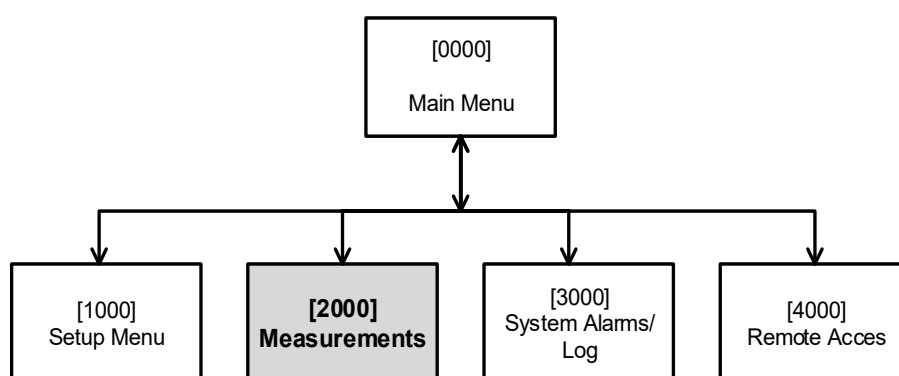 [0000]
Main Menu
[1000]
Setup Menu
[2000]
Measurements
[3000]
System Alarms/
Log
[4000]
Remote Acces